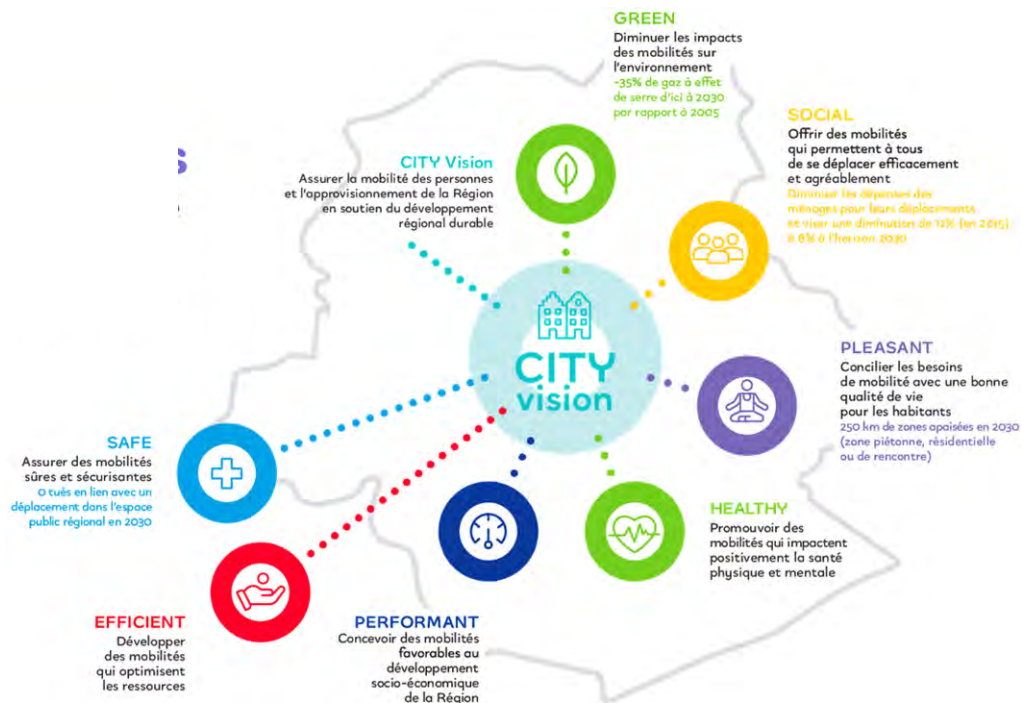 GREEN
Diminuer les impacts
des mobilités sur
l'environnement
-35% de gaz à effet
de serre d'ici à 2030
par rapport à 2005
SOCIAL
Offrir des mobilités
qui permettent à tous
de se déplacer efficacement
et agréablement
Diminuer les dépenses des
ménages pour leurs déplacements
et viser une diminution de 12% (en 2015)
à 8% à l'horizon 2030
CITY Vision
Assurer la mobilité des personnes
et l'approvisionnement de la Région
en soutien du développement
régional durable
CITY
vision
PLEASANT
Concilier les besoins
de mobilité avec une bonne
qualité de vie
pour les habitants
250 km de zones apaisées en 2030
(zone piétonne, résidentielle
ou de rencontre)
SAFE
Assurer des mobilités
sûres et sécurisantes
0 tués en lien avec un
déplacement dans l'espace
public régional en 2030
HEALTHY
Promouvoir des
mobilités qui impactent
positivement la santé
physique et mentale
EFFICIENT
Développer
des mobilités
qui optimisent
les ressources
PERFORMANT
Concevoir des mobilités
favorables au
développement
socio-économique
de la Région